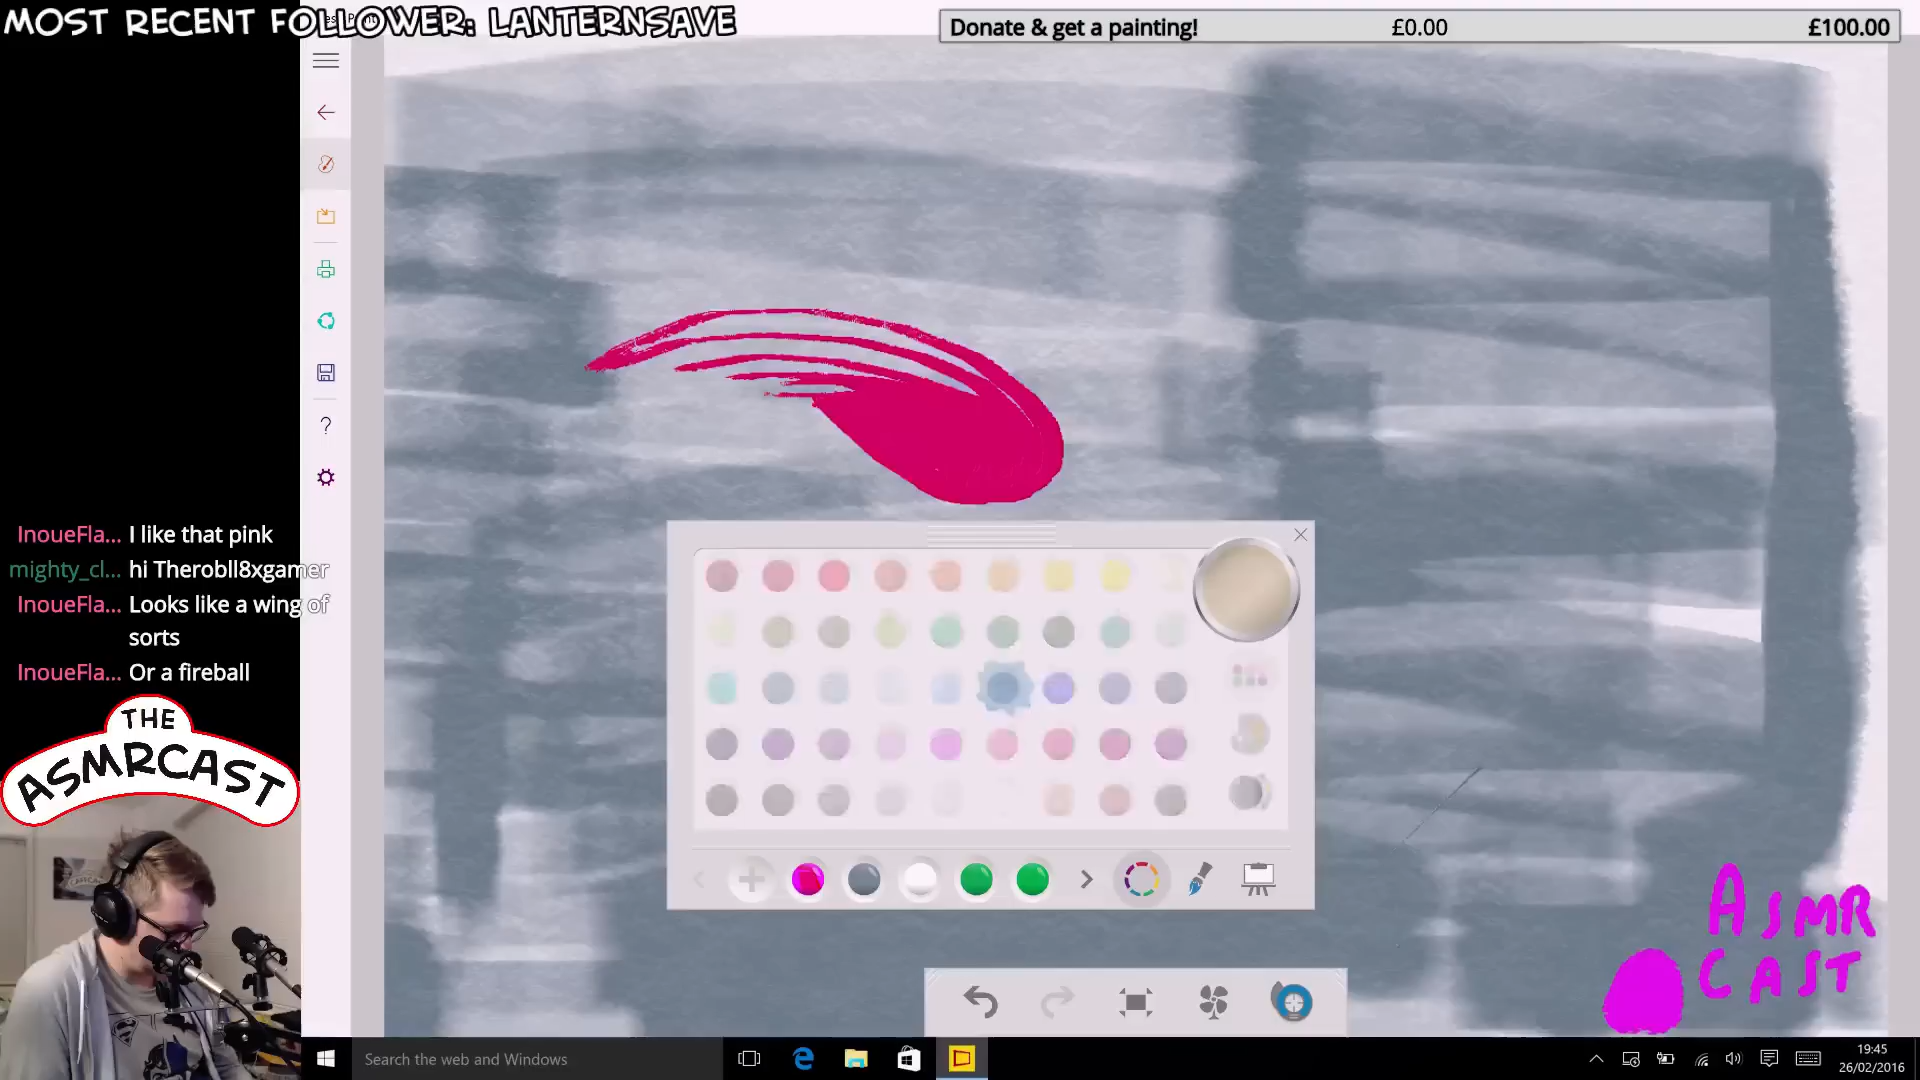 MOST RECENT FOLLOWER: LANTERNSAVE
Donate & get a painting! £0.00 £100.00
InoueFla... I like that pink
mighty_cl... hi Therobll8xgamer
InoueFla... Looks like a wing of
sorts
InoueFla... Or a fireball
THE
ASMRCAST
ASMR
CAST
Search the web and Windows
19:45
26/02/2016